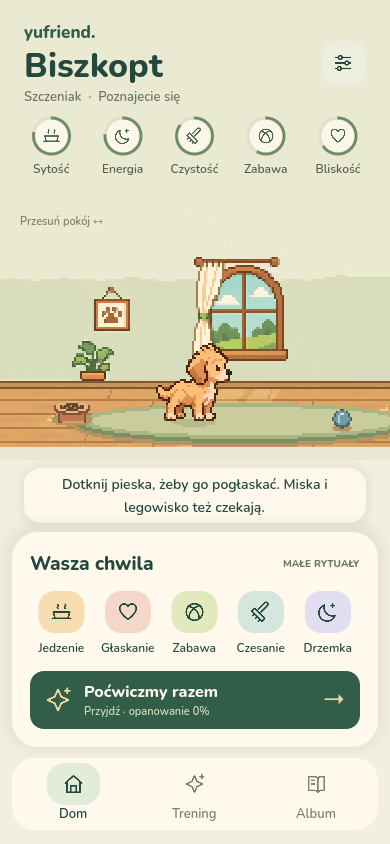 yufriend.
Biszkopt
Szczeniak · Poznajecie się
Sytość Energia Czystość Zabawa Bliskość
Przesuń pokój ↔
Dotknij pieska, żeby go pogłaskać. Miska i
legowisko też czekają.
Wasza chwila MAŁE RYTUAŁY
Jedzenie Głaskanie Zabawa Czesanie Drzemka
Poćwiczmy razem →
Przyjdź · opanowanie 0%
Dom Trening Album